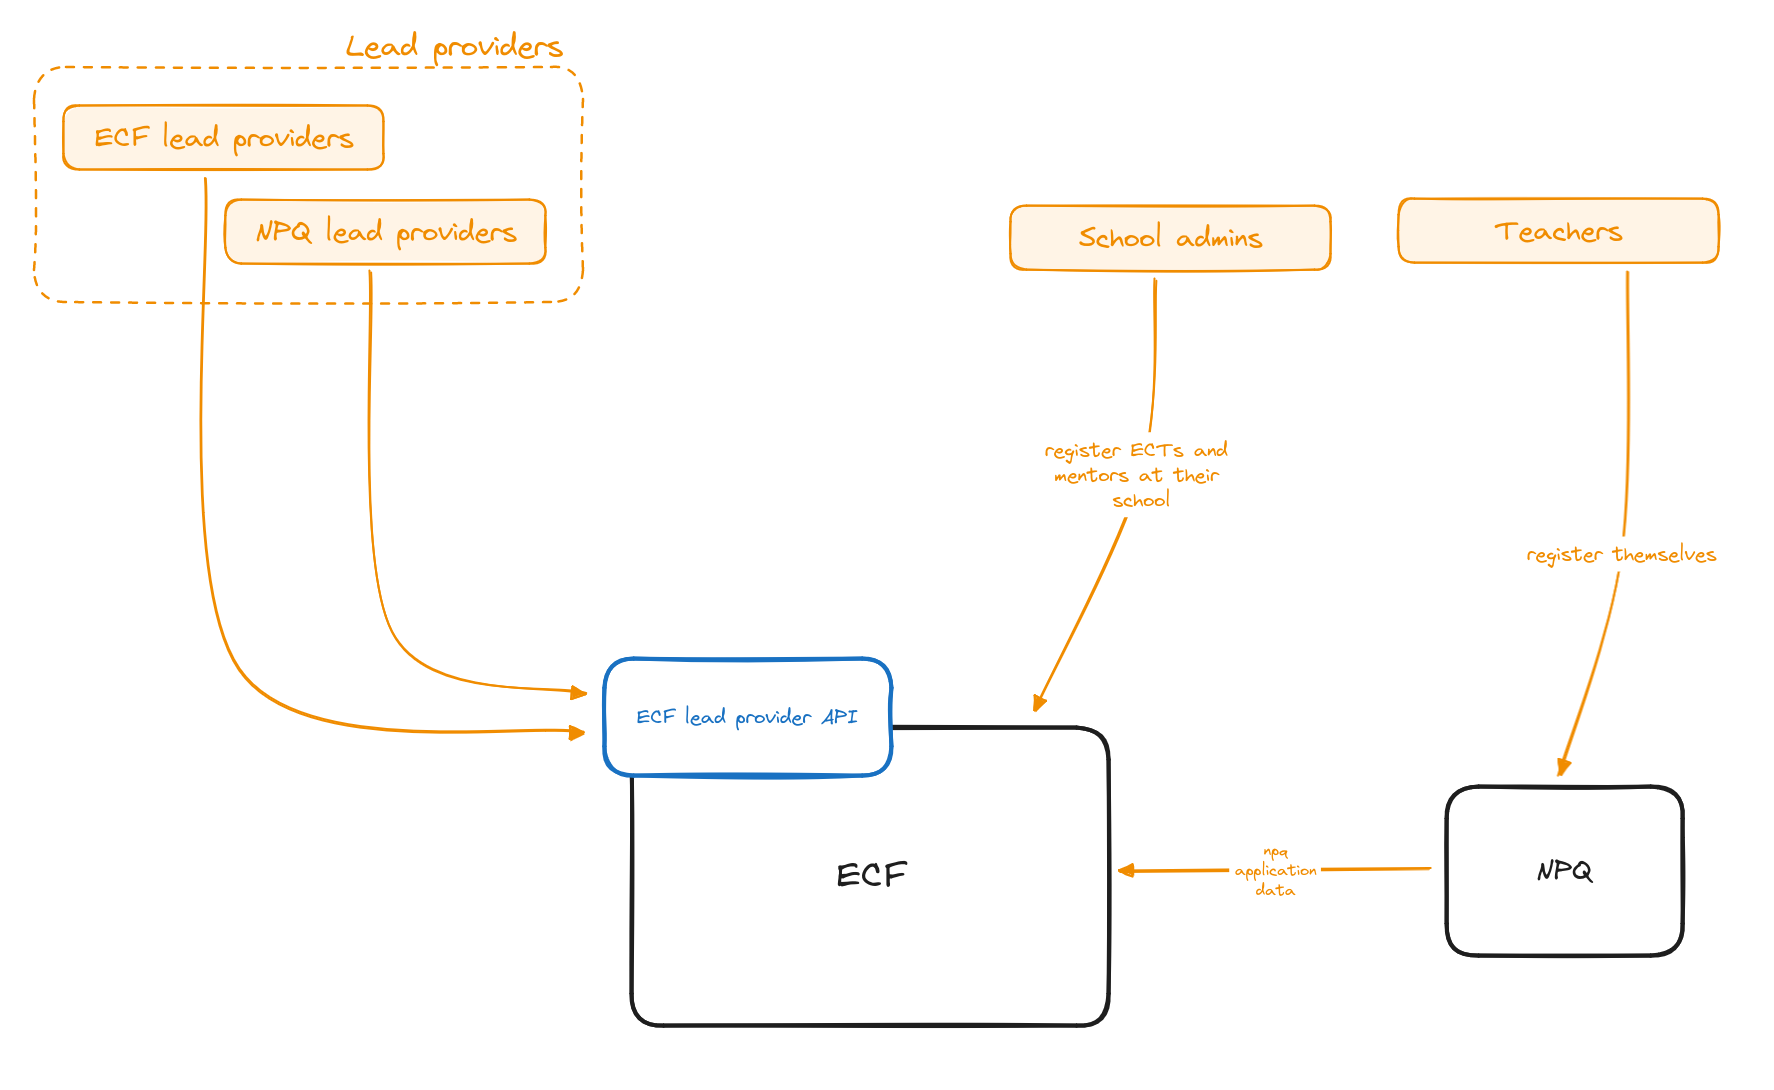 Lead providers
ECF lead providers
NPQ lead providers
School admins
Teachers
register ECTs and
mentors at their
school
register themselves
ECF lead provider API
ECF
npq
application
data
NPQ